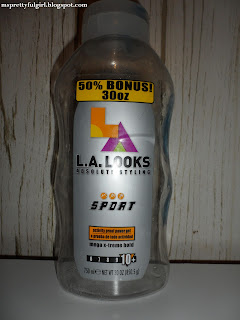 msprettyfulgirl.blogspot.com
50% BONUS!
30oz
LA
L.A. LOOKS
ABSOLUTE STYLING
SPORT
mega x-treme hold
10+